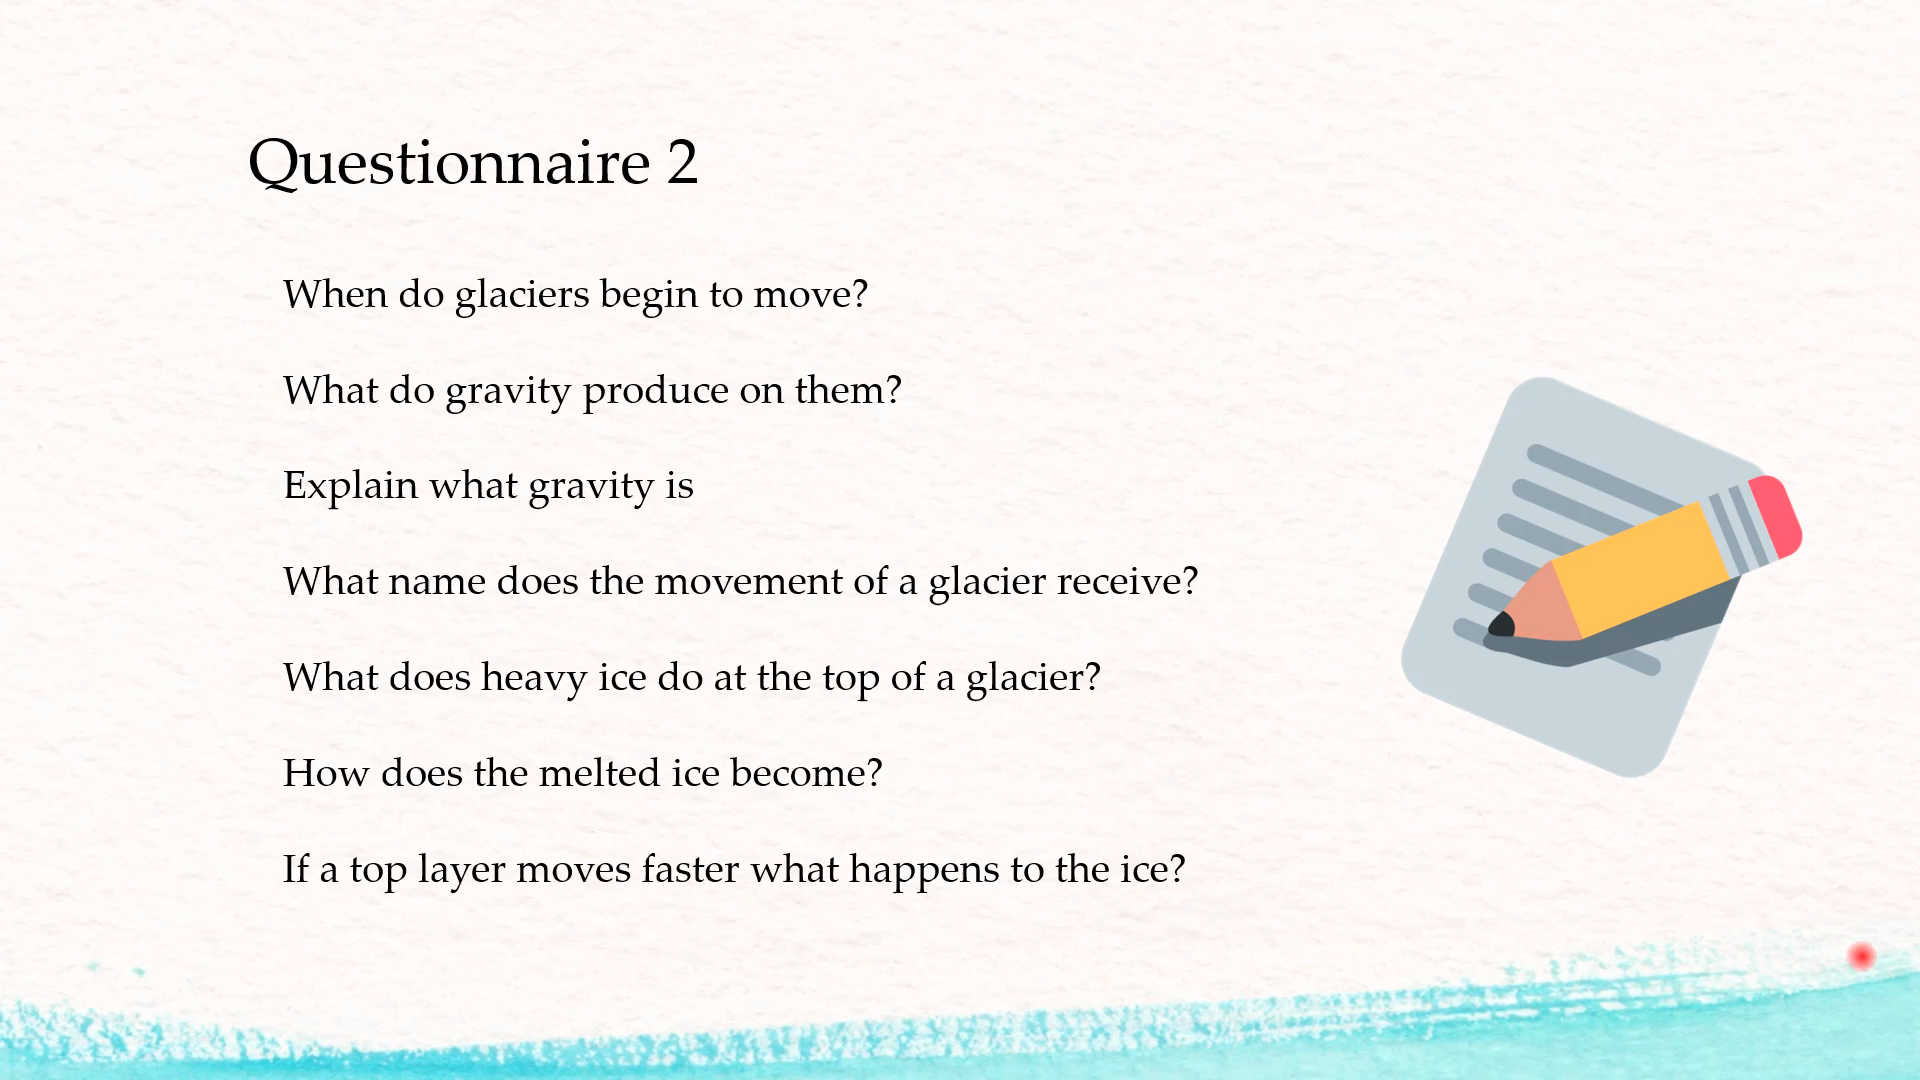 Questionnaire 2
When do glaciers begin to move?
What do gravity produce on them?
Explain what gravity is
What name does the movement of a glacier receive?
What does heavy ice do at the top of a glacier?
How does the melted ice become?
If a top layer moves faster what happens to the ice?